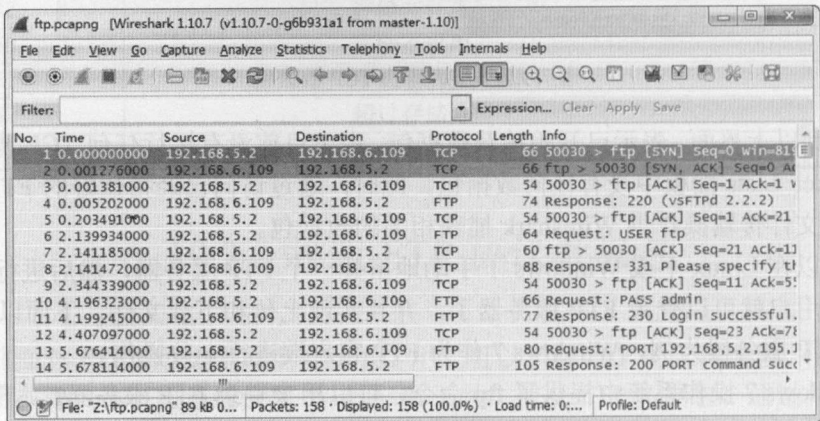 ftp.pcapng [Wireshark 1.10.7 (v1.10.7-0-g6b931a1 from master-1.10)]
File Edit View Go Capture Analyze Statistics Telephony Tools Internals Help
Filter: Expression... Clear Apply Save
No. Time Source Destination Protocol Length Info
1 0.000000000 192.168.5.2 192.168.6.109 TCP 66 50030 > ftp [SYN] Seq=0 Win=819
2 0.001276000 192.168.6.109 192.168.5.2 TCP 66 ftp > 50030 [SYN, ACK] Seq=0 Ac
3 0.001381000 192.168.5.2 192.168.6.109 TCP 54 50030 > ftp [ACK] Seq=1 Ack=1 W
4 0.005202000 192.168.6.109 192.168.5.2 FTP 74 Response: 220 (vsFTPd 2.2.2)
5 0.203491000 192.168.5.2 192.168.6.109 TCP 54 50030 > ftp [ACK] Seq=1 Ack=21
6 2.139934000 192.168.5.2 192.168.6.109 FTP 64 Request: USER ftp
7 2.141185000 192.168.6.109 192.168.5.2 TCP 60 ftp > 50030 [ACK] Seq=21 Ack=11
8 2.141472000 192.168.6.109 192.168.5.2 FTP 88 Response: 331 Please specify th
9 2.344339000 192.168.5.2 192.168.6.109 TCP 54 50030 > ftp [ACK] Seq=11 Ack=55
10 4.196323000 192.168.5.2 192.168.6.109 FTP 66 Request: PASS admin
11 4.199245000 192.168.6.109 192.168.5.2 FTP 77 Response: 230 Login successful.
12 4.407097000 192.168.5.2 192.168.6.109 TCP 54 50030 > ftp [ACK] Seq=23 Ack=78
13 5.676414000 192.168.5.2 192.168.6.109 FTP 80 Request: PORT 192,168,5,2,195,1
14 5.678114000 192.168.6.109 192.168.5.2 FTP 105 Response: 200 PORT command succ
File: "Z:\ftp.pcapng" 89 kB 0... Packets: 158 · Displayed: 158 (100.0%) · Load time: 0:... Profile: Default